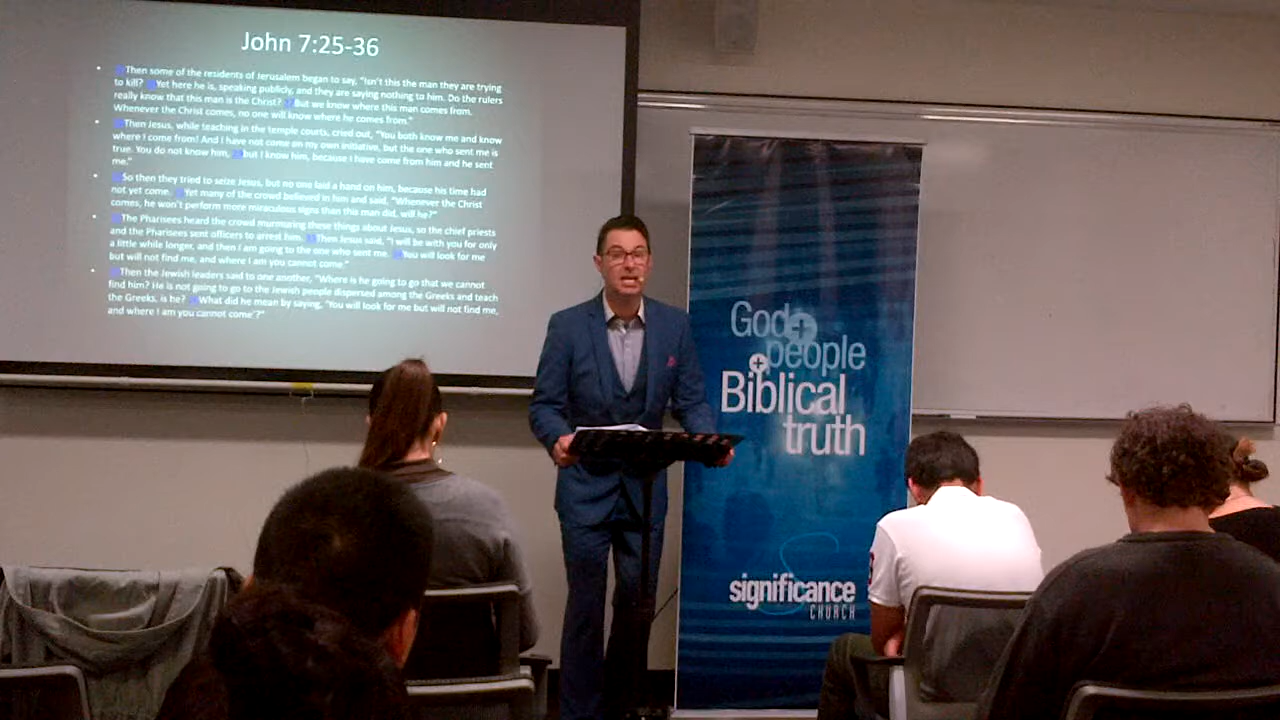 John 7:25-36
Then some of the residents of Jerusalem began to say, "Isn't this the man they are trying
to kill? Yet here he is, speaking publicly, and they are saying nothing to him. Do the rulers
really know that this man is the Christ? 27But we know where this man comes from.
Whenever the Christ comes, no one will know where he comes from."
Then Jesus, while teaching in the temple courts, cried out, "You both know me and know
where I come from! And I have not come on my own initiative, but the one who sent me is
true. You do not know him, 29but I know him, because I have come from him and he sent
me."
So then they tried to seize Jesus, but no one laid a hand on him, because his time had
not yet come. Yet many of the crowd believed in him and said, "Whenever the Christ
comes, he won't perform more miraculous signs than this man did, will he?"
The Pharisees heard the crowd murmuring these things about Jesus, so the chief priests
and the Pharisees sent officers to arrest him. Then Jesus said, "I will be with you for only
a little while longer, and then I am going to the one who sent me. You will look for me
but will not find me, and where I am you cannot come."
Then the Jewish leaders said to one another, "Where is he going to go that we cannot
find him? He is not going to go to the Jewish people dispersed among the Greeks and teach
the Greeks, is he? What did he mean by saying, 'You will look for me but will not find me,
and where I am you cannot come'?"
God+
+people
Biblical
truth
significance
CHURCH